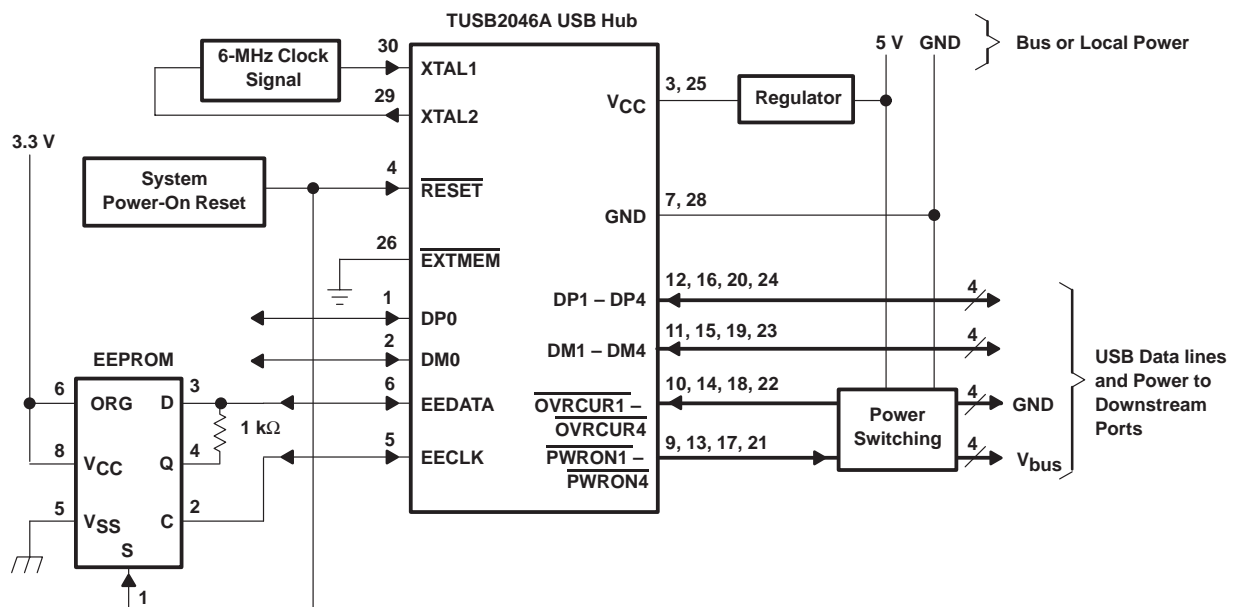 TUSB2046A USB Hub
6-MHz Clock
Signal
30
XTAL1
29
XTAL2
3.3 V
System
Power-On Reset
4
RESET
26
EXTMEM
1
DP0
2
DM0
EEPROM
6
ORG
D
3
6
EEDATA
1 kΩ
8
VCC
Q
4
5
EECLK
5
VSS
C
2
S
1
5 V GND
Bus or Local Power
VCC
3, 25
Regulator
GND
7, 28
DP1 – DP4
12, 16, 20, 24
4
DM1 – DM4
11, 15, 19, 23
4
OVRCUR1 –
OVRCUR4
10, 14, 18, 22
PWRON1 –
PWRON4
9, 13, 17, 21
Power
Switching
4
GND
4
Vbus
USB Data lines
and Power to
Downstream
Ports